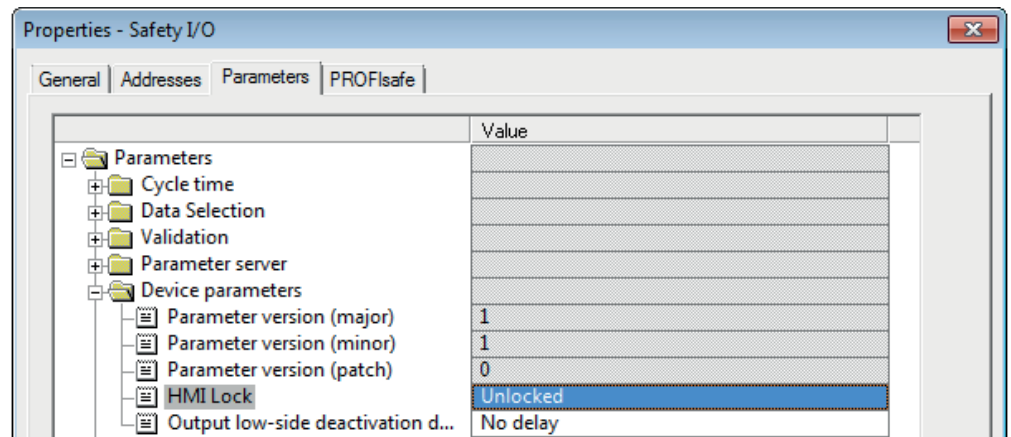 Properties - Safety I/O
General Addresses Parameters PROFIsafe
Value
Parameters
Cycle time
Data Selection
Validation
Parameter server
Device parameters
Parameter version (major) 1
Parameter version (minor) 1
Parameter version (patch) 0
HMI Lock Unlocked
Output low-side deactivation d... No delay